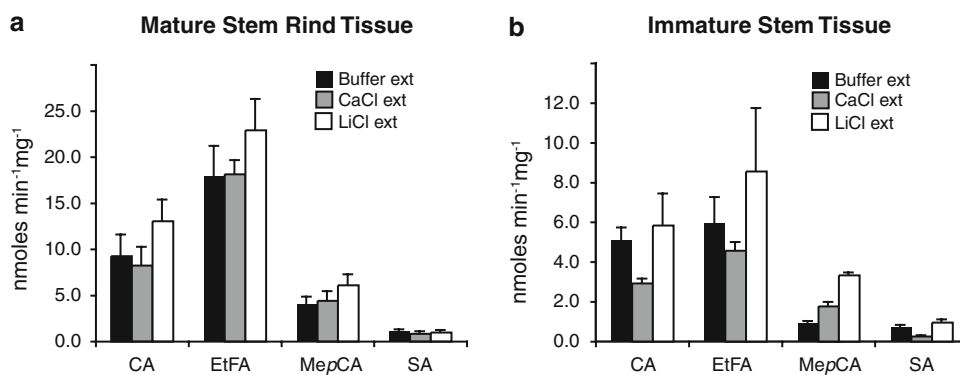 a
Mature Stem Rind Tissue
Buffer ext
CaCl ext
LiCl ext
nmoles min⁻¹mg⁻¹
25.0
20.0
15.0
10.0
5.0
0.0
CA EtFA MepCA SA
b
Immature Stem Tissue
Buffer ext
CaCl ext
LiCl ext
nmoles min⁻¹mg⁻¹
12.0
10.0
8.0
6.0
4.0
2.0
0.0
CA EtFA MepCA SA